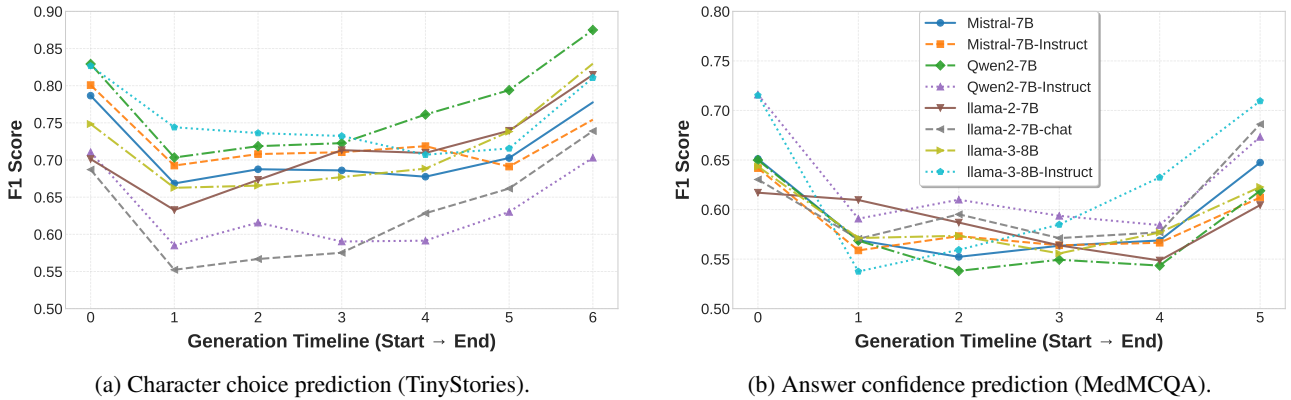 0.90
0.85
0.80
0.75
0.70
0.65
0.60
0.55
0.50
F1 Score
0 1 2 3 4 5 6
Generation Timeline (Start → End)
(a) Character choice prediction (TinyStories).
0.80
0.75
0.70
0.65
0.60
0.55
0.50
F1 Score
Mistral-7B
Mistral-7B-Instruct
Qwen2-7B
Qwen2-7B-Instruct
llama-2-7B
llama-2-7B-chat
llama-3-8B
llama-3-8B-Instruct
0 1 2 3 4 5
Generation Timeline (Start → End)
(b) Answer confidence prediction (MedMCQA).